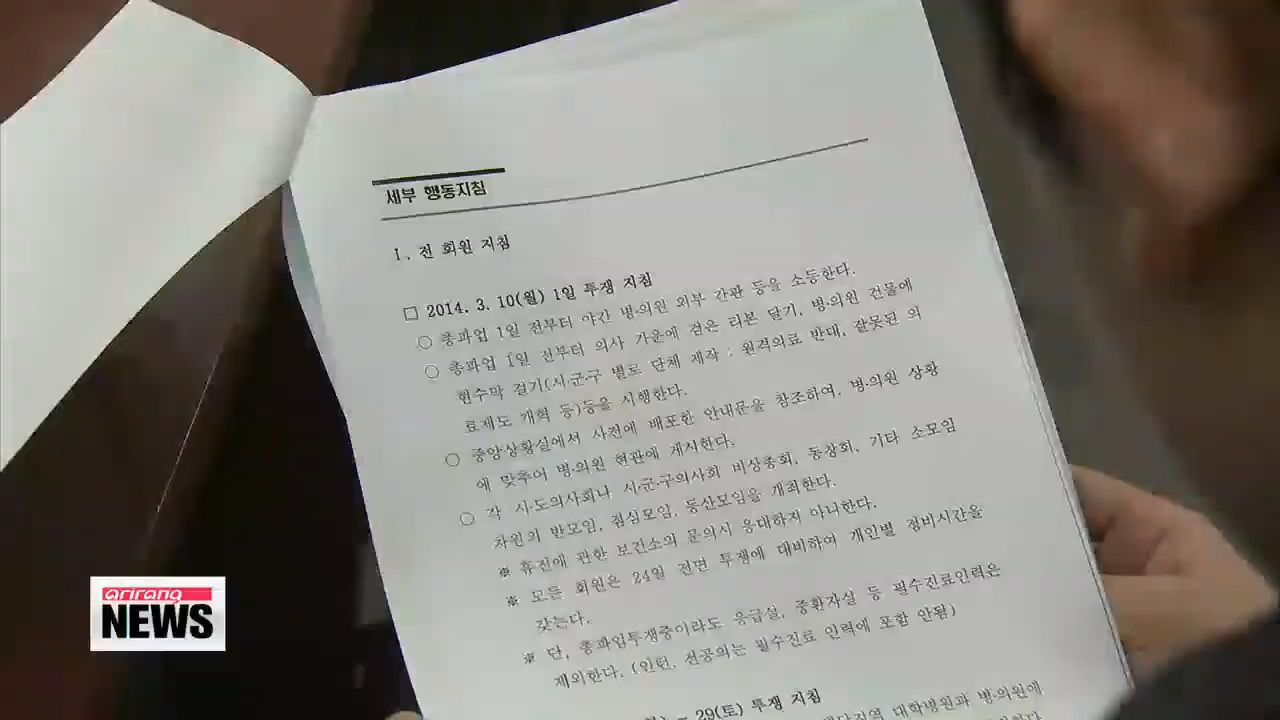 세부 행동지침
I. 전 회원 지침
□ 2014. 3. 10(월) 1일 투쟁 지침
○ 총파업 1일 전부터 야간 병·의원 외부 간판 등을 소등한다.
○ 총파업 1일 전부터 의사 가운에 검은 리본 달기, 병·의원 건물에
현수막 걸기(시·군·구 별로 단체 제작 : 원격의료 반대, 잘못된 의
료제도 개혁 등)등을 시행한다.
○ 중앙상황실에서 사전에 배포한 안내문을 참조하여, 병·의원 상황
에 맞추어 병·의원 현관에 게시한다.
○ 각 시·도의사회나 시·군·구의사회 비상총회, 동창회, 기타 소모임
차원의 반모임, 점심모임, 등산모임을 개최한다.
※ 휴진에 관한 보건소의 문의시 응대하지 아니한다.
※ 모든 회원은 24일 전면 투쟁에 대비하여 개인별 정비시간을
갖는다.
※ 단, 총파업투쟁중이라도 응급실, 중환자실 등 필수진료인력은
제외한다. (인턴, 전공의는 필수진료 인력에 포함 안됨)
~ 29(토) 투쟁 지침
대학병원과 병·의원에
arirang
NEWS